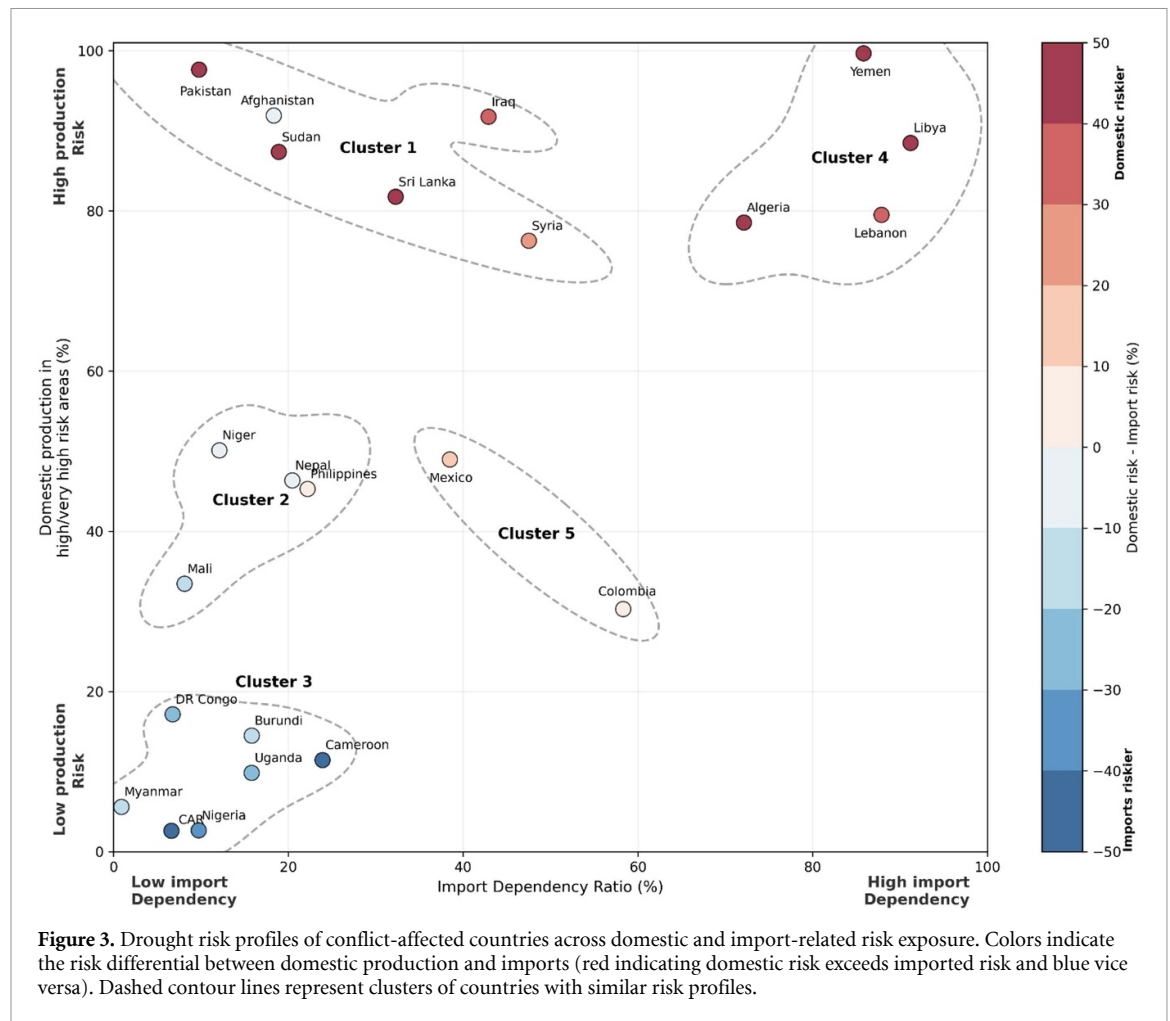 100
80
60
40
20
0
High production
Risk
Domestic production in
high/very high risk areas (%)
Low production
Risk
Pakistan
Afghanistan
Sudan
Cluster 1
Iraq
Sri Lanka
Syria
Yemen
Libya
Cluster 4
Algeria
Lebanon
Niger
Nepal
Philippines
Cluster 2
Mali
Mexico
Cluster 5
Colombia
Cluster 3
DR Congo
Burundi
Uganda
Cameroon
Myanmar
CAR
Nigeria
0
20
40
60
80
100
Low import
Dependency
Import Dependency Ratio (%)
High import
Dependency
50
40
30
20
10
0
−10
−20
−30
−40
−50
Domestic riskier
Domestic risk - Import risk (%)
Imports riskier
Figure 3. Drought risk profiles of conflict-affected countries across domestic and import-related risk exposure. Colors indicate
the risk differential between domestic production and imports (red indicating domestic risk exceeds imported risk and blue vice
versa). Dashed contour lines represent clusters of countries with similar risk profiles.